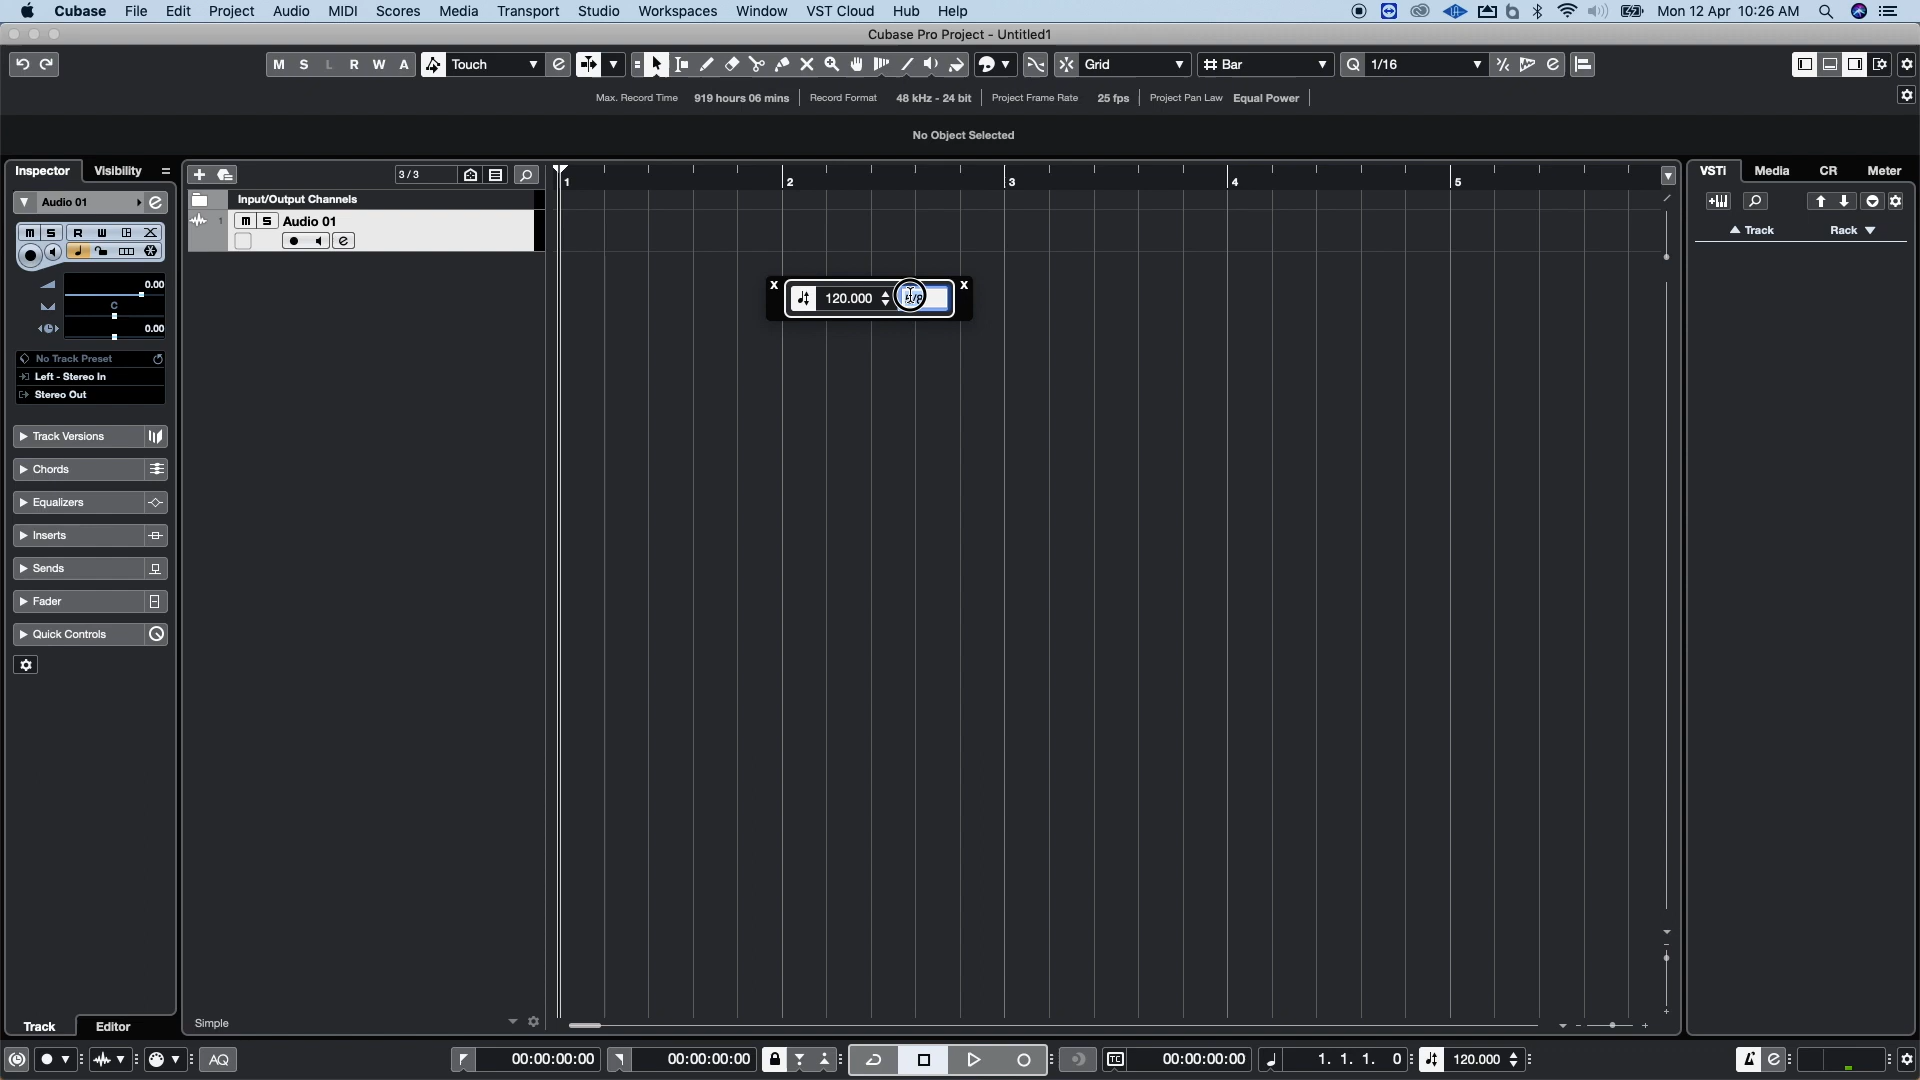 Cubase File Edit Project Audio MIDI Scores Media Transport Studio Workspaces Window VST Cloud Hub Help Mon 12 Apr 10:26 AM
Cubase Pro Project - Untitled1
M S L R W A Touch Grid Bar 1/16
Max. Record Time 919 hours 06 mins Record Format 48 kHz - 24 bit Project Frame Rate 25 fps Project Pan Law Equal Power
No Object Selected
Inspector Visibility
3 / 3
1 2 3 4 5
VSTi Media CR Meter
Audio 01
Input/Output Channels
m S R W
1 m S Audio 01
Track Rack
0.00
C
0.00
x 120.000 x
No Track Preset
Left - Stereo In
Stereo Out
Track Versions
Chords
Equalizers
Inserts
Sends
Fader
Quick Controls
Track Editor
Simple
AQ 00:00:00:00 00:00:00:00 TC 00:00:00:00 1. 1. 1. 0 120.000